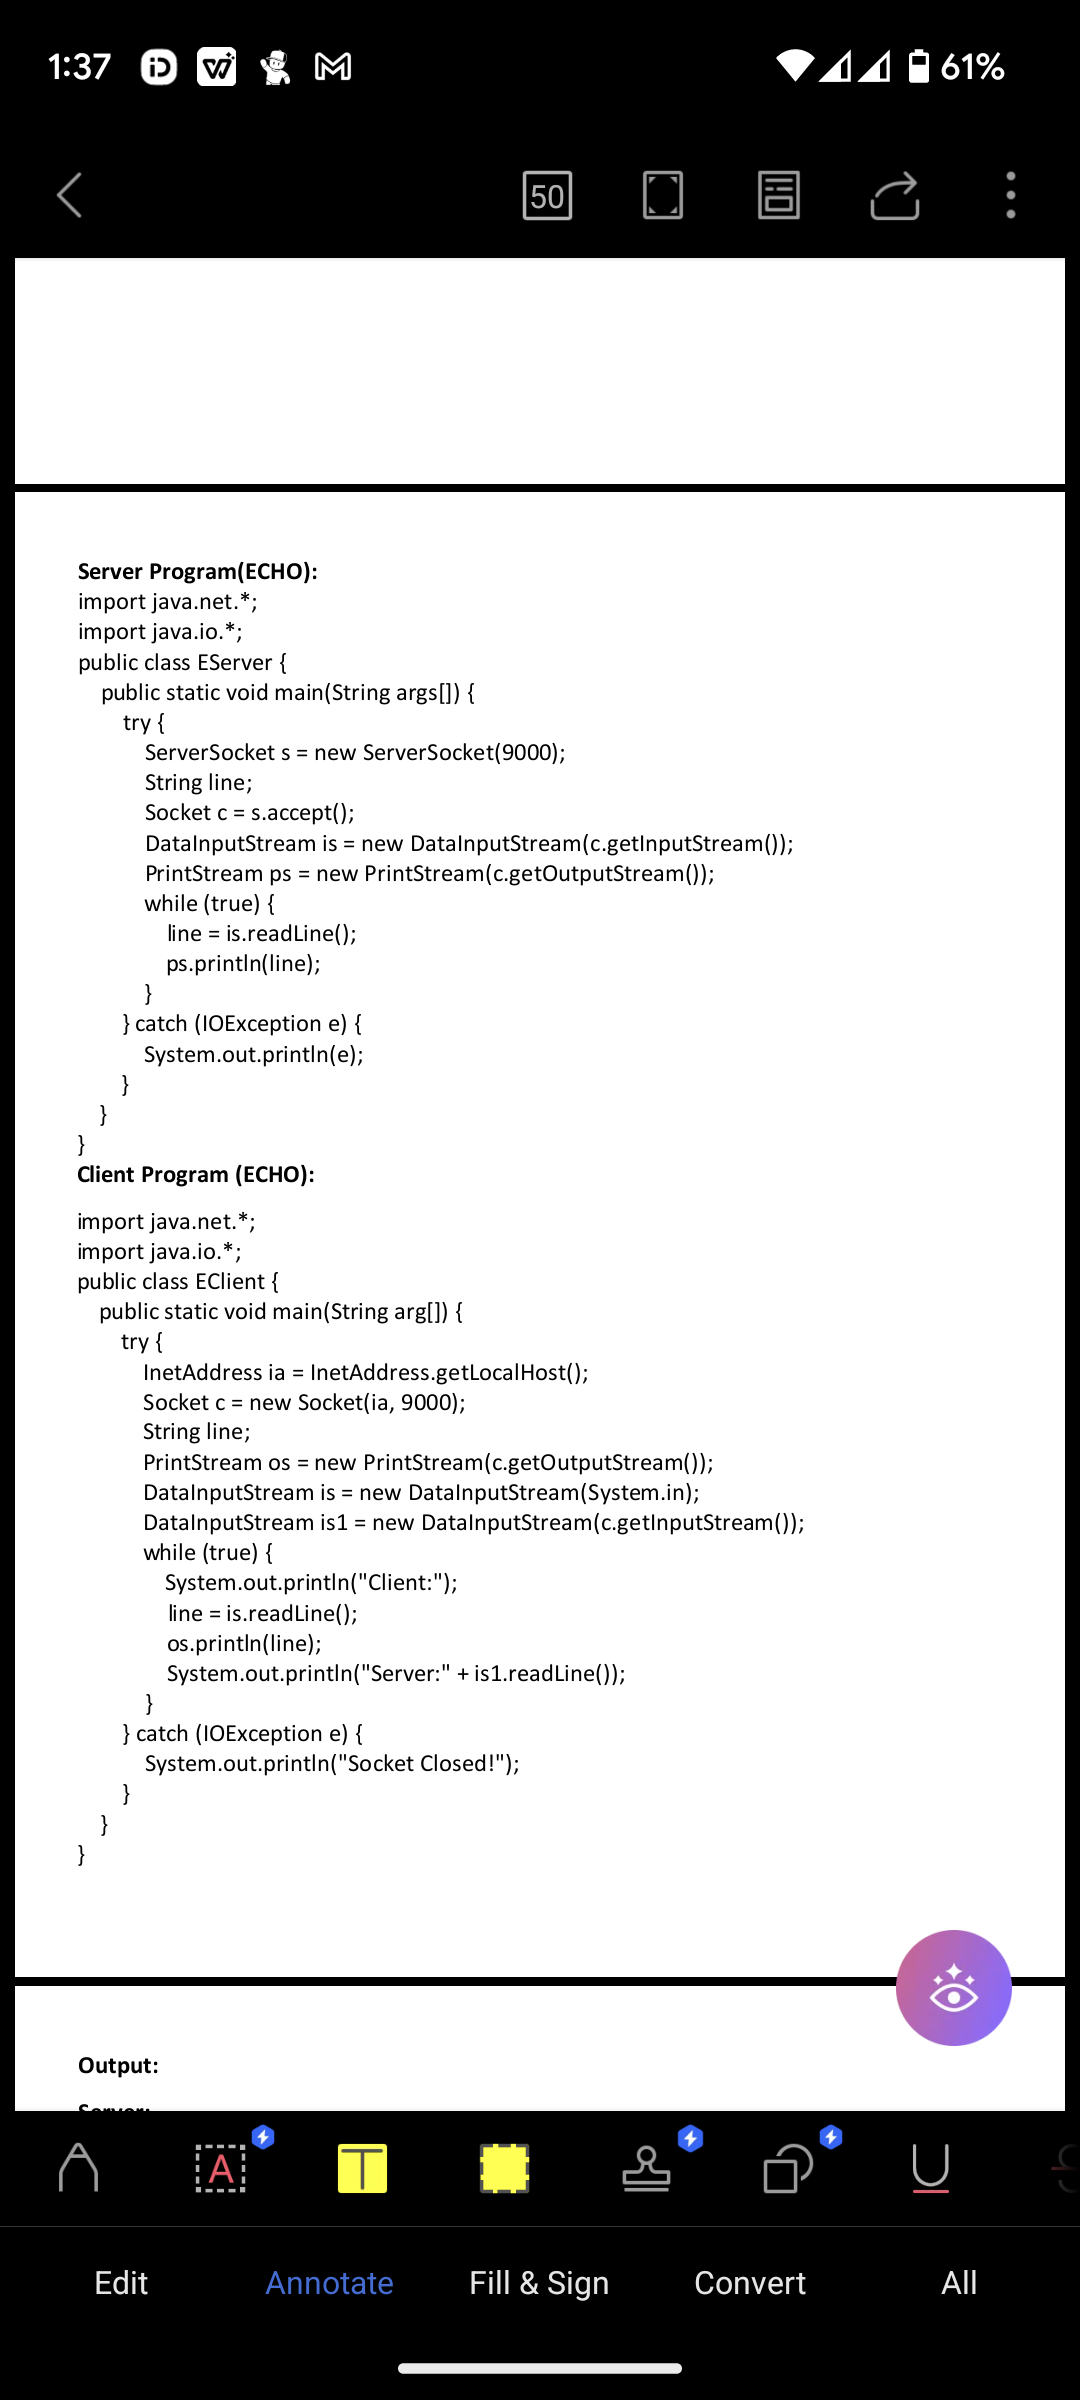 1:37
61%
50
Server Program(ECHO):
import java.net.*;
import java.io.*;
public class EServer {
public static void main(String args[]) {
try {
ServerSocket s = new ServerSocket(9000);
String line;
Socket c = s.accept();
DataInputStream is = new DataInputStream(c.getInputStream());
PrintStream ps = new PrintStream(c.getOutputStream());
while (true) {
line = is.readLine();
ps.println(line);
}
} catch (IOException e) {
System.out.println(e);
}
}
}
Client Program (ECHO):
import java.net.*;
import java.io.*;
public class EClient {
public static void main(String arg[]) {
try {
InetAddress ia = InetAddress.getLocalHost();
Socket c = new Socket(ia, 9000);
String line;
PrintStream os = new PrintStream(c.getOutputStream());
DataInputStream is = new DataInputStream(System.in);
DataInputStream is1 = new DataInputStream(c.getInputStream());
while (true) {
System.out.println("Client:");
line = is.readLine();
os.println(line);
System.out.println("Server:" + is1.readLine());
}
} catch (IOException e) {
System.out.println("Socket Closed!");
}
}
}
Output:
Server:
Edit Annotate Fill & Sign Convert All